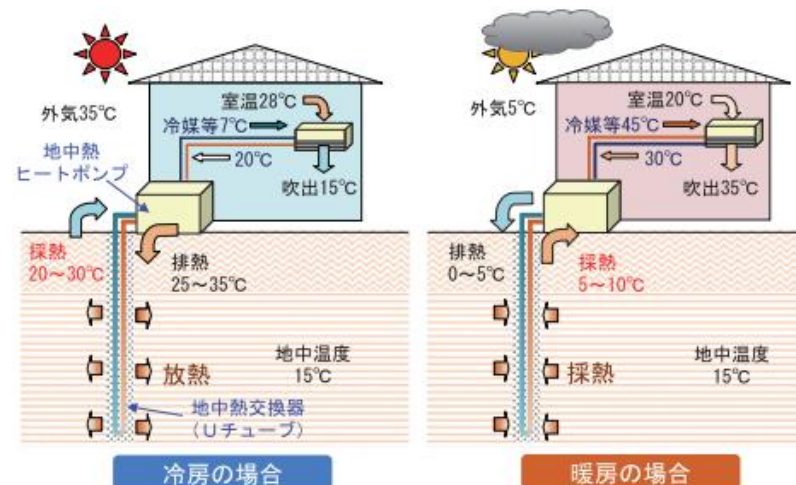 外気35℃
室温28℃
冷媒等7℃
20℃
吹出15℃
地中熱
ヒートポンプ
採熱
20～30℃
排熱
25～35℃
放熱
地中温度
15℃
地中熱交換器
（Uチューブ）
冷房の場合
外気5℃
室温20℃
冷媒等45℃
30℃
吹出35℃
排熱
0～5℃
採熱
5～10℃
採熱
地中温度
15℃
暖房の場合